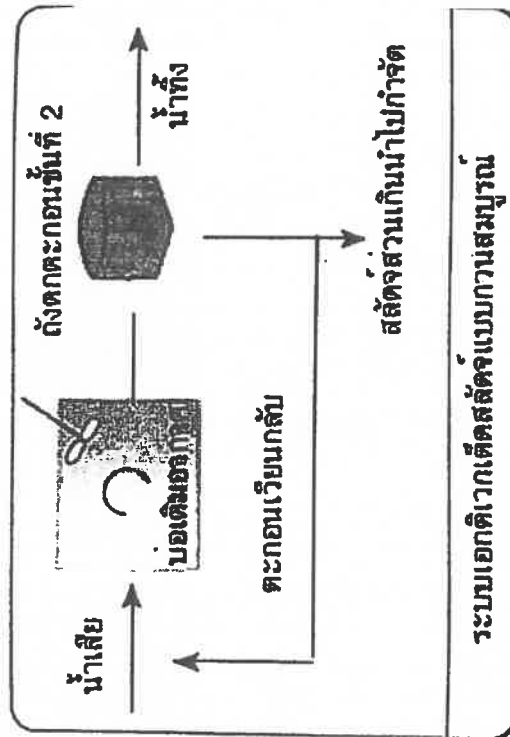 ถังตกตะกอนขั้นที่ 2
น้ำเสีย
บ่อเติมอากาศ
น้ำทิ้ง
ตะกอนเวียนกลับ
สลัดจ์ส่วนเกินนำไปกำจัด
ระบบเอกติเวทเต็ดสลัดจ์แบบกวนสมบูรณ์